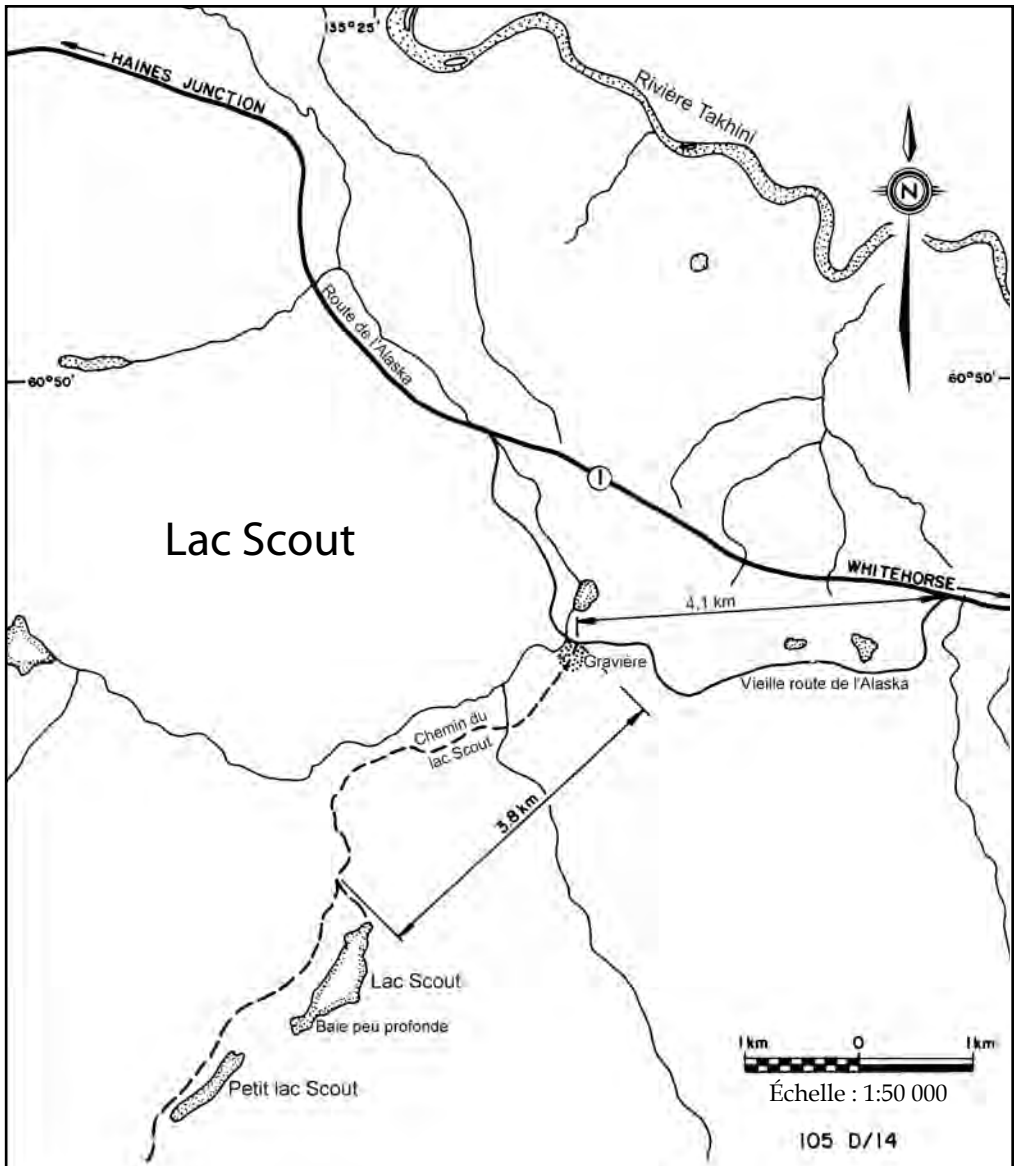 135° 25'
HAINES JUNCTION
Rivière Takhini
N
Route de l'Alaska
60° 50'
60° 50'
1
Lac Scout
WHITEHORSE
4,1 km
Gravière
Vieille route de l'Alaska
Chemin du
lac Scout
3.8 km
Lac Scout
Baie peu profonde
Petit lac Scout
1 km 0 1 km
Échelle : 1:50 000
105 D/14